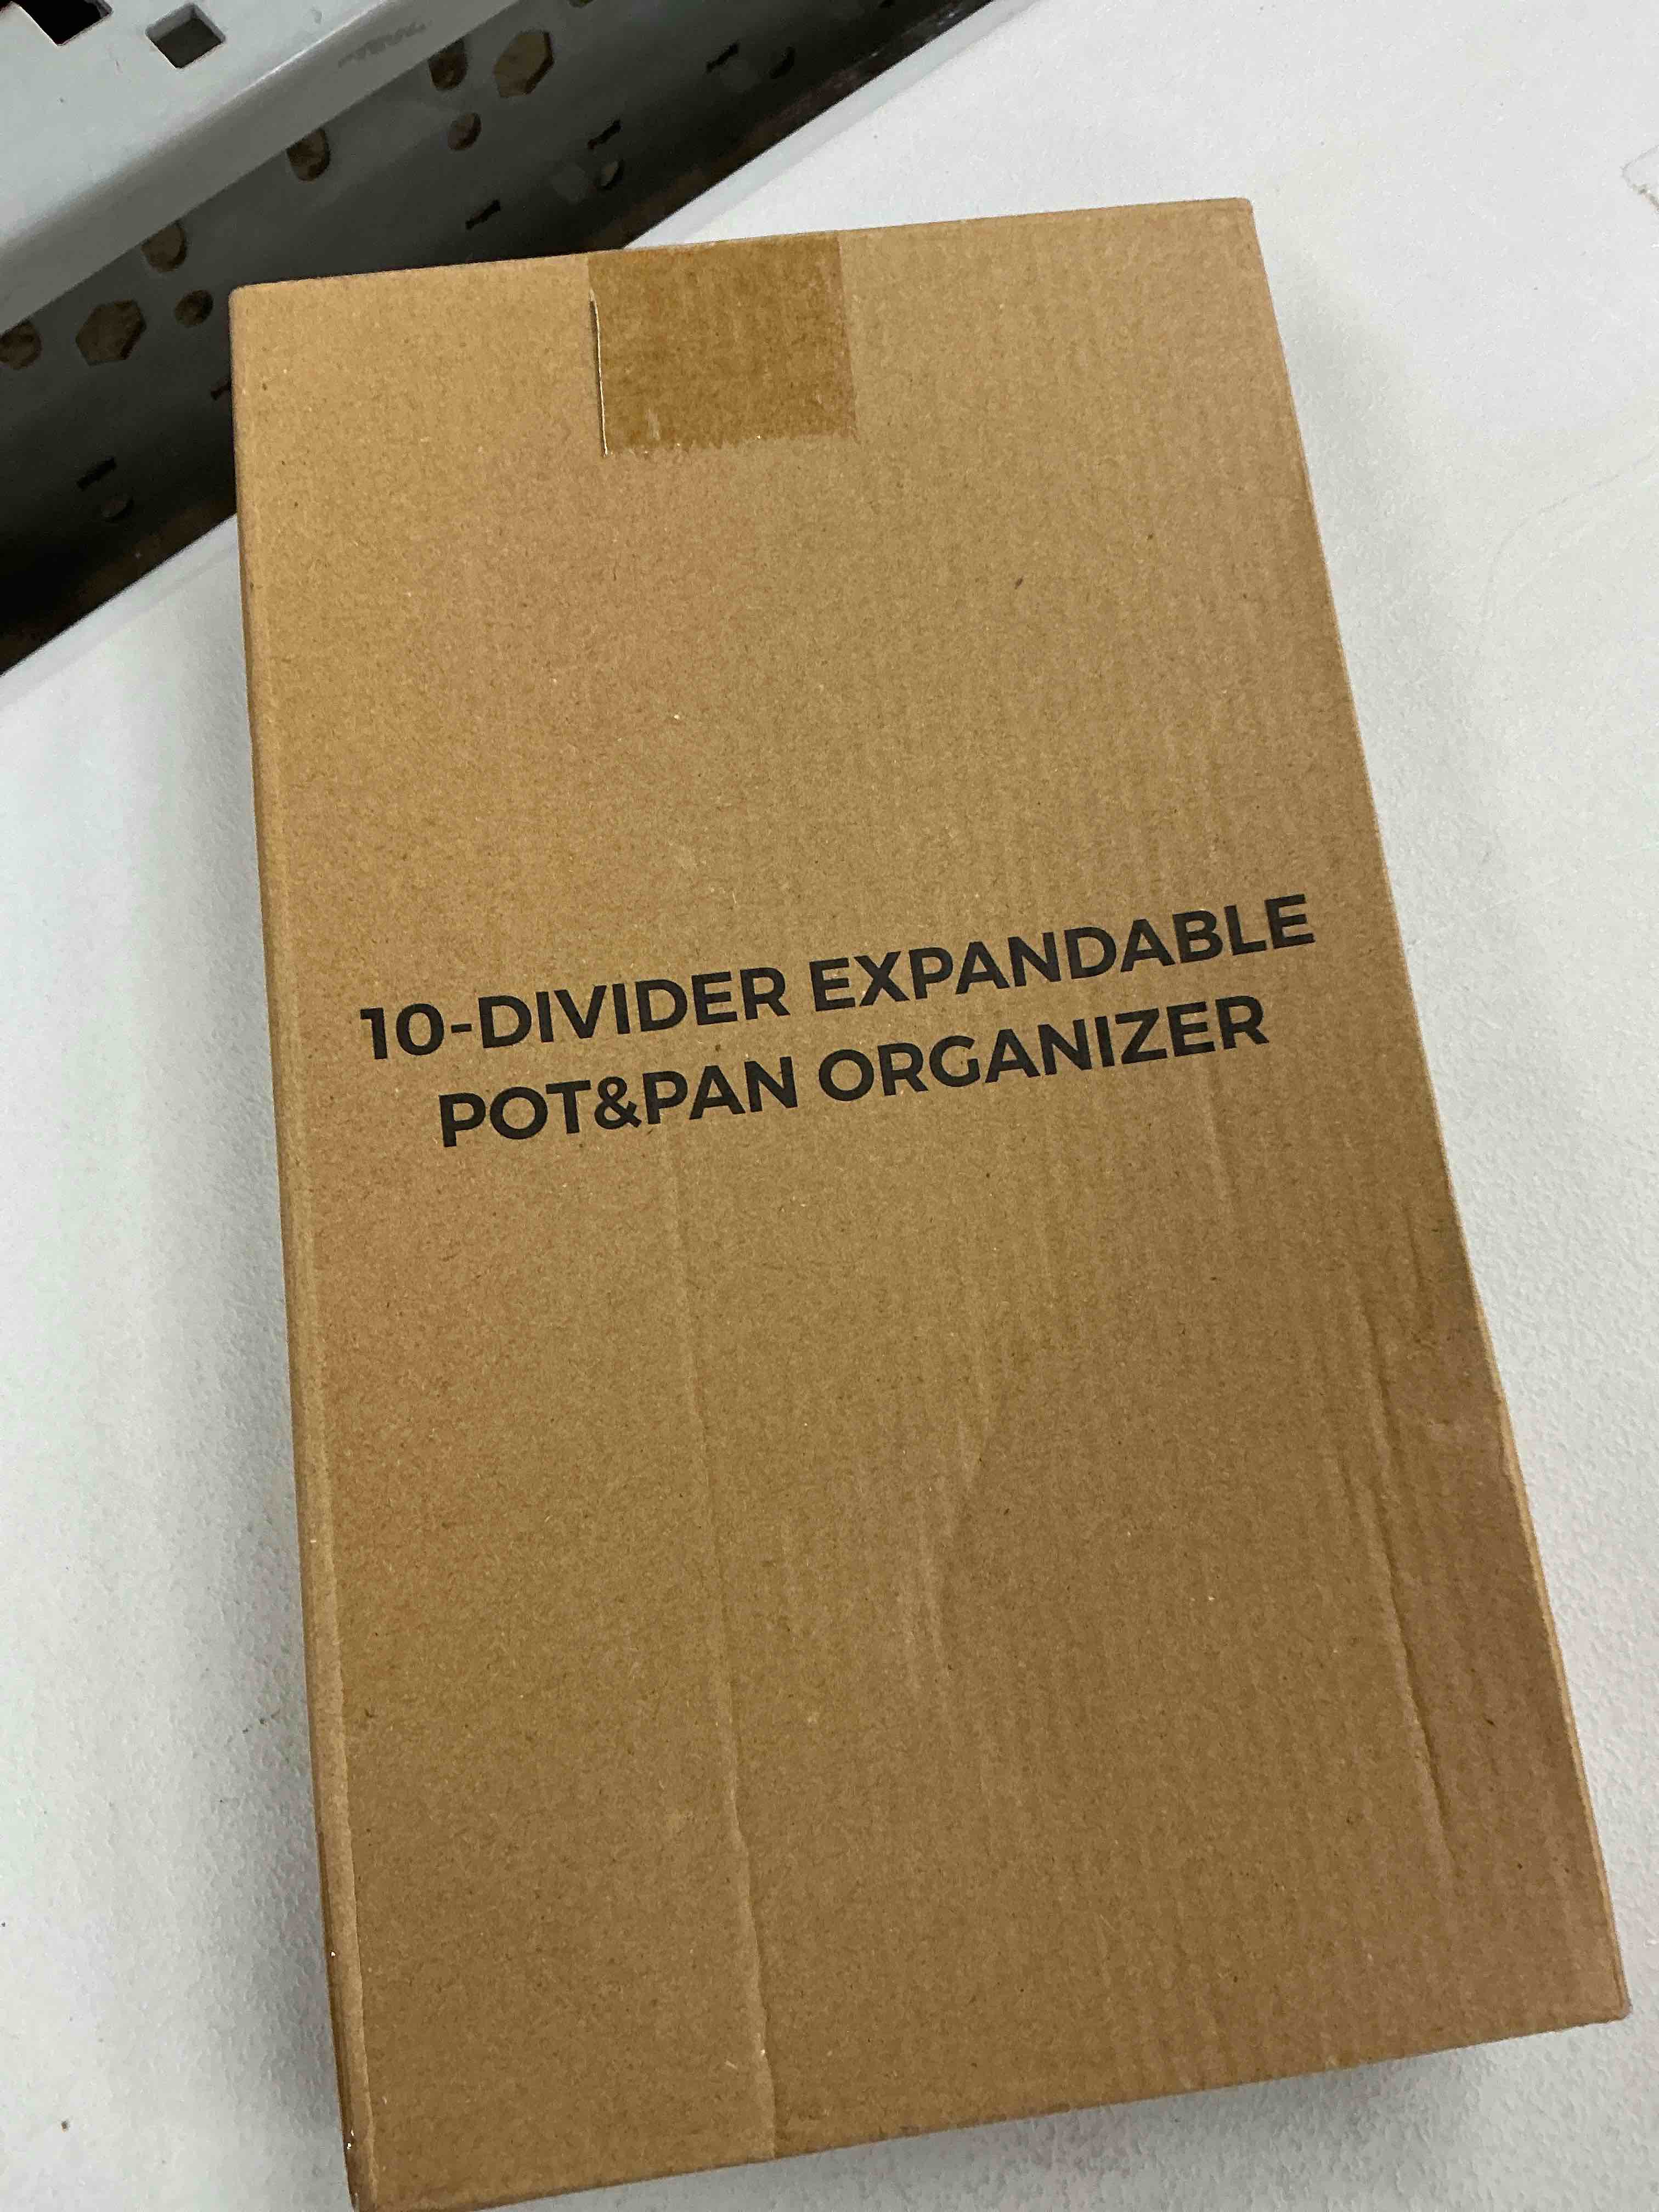 10-DIVIDER EXPANDABLE
POT&PAN ORGANIZER